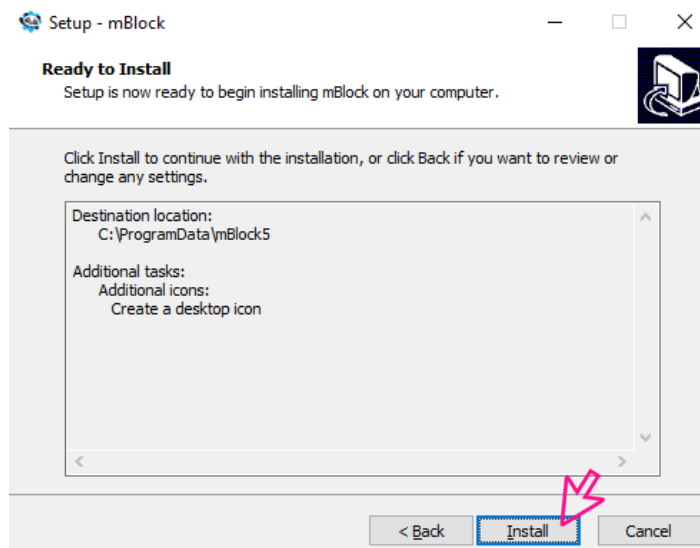 Setup - mBlock
Ready to Install
Setup is now ready to begin installing mBlock on your computer.
Click Install to continue with the installation, or click Back if you want to review or
change any settings.
Destination location:
C:\ProgramData\mBlock5
Additional tasks:
Additional icons:
Create a desktop icon
< Back
Install
Cancel